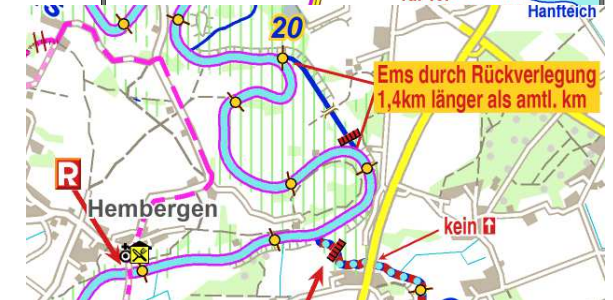 Hanfteich
20
Ems durch Rückverlegung
1,4km länger als amtl. km
R
Hembergen
kein